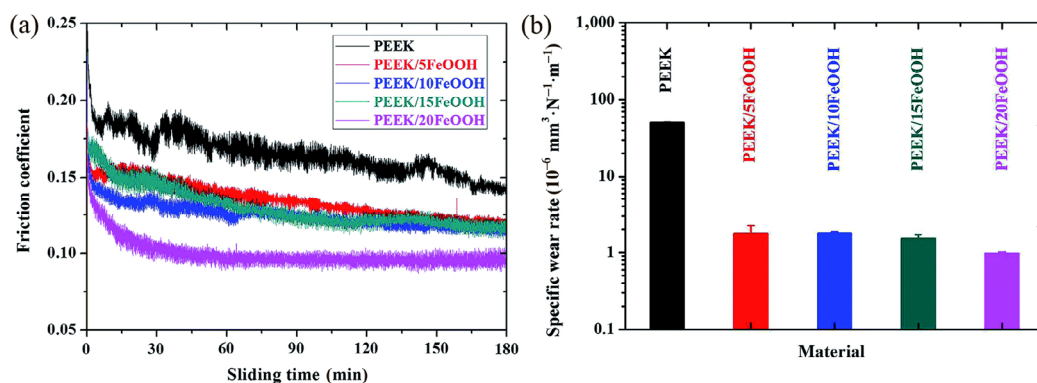 (a)
0.25
0.20
0.15
0.10
0.05
Friction coefficient
PEEK
PEEK/5FeOOH
PEEK/10FeOOH
PEEK/15FeOOH
PEEK/20FeOOH
0 30 60 90 120 150 180
Sliding time (min)
(b)
1,000
100
10
1
0.1
Specific wear rate (10⁻⁶ mm³·N⁻¹·m⁻¹)
PEEK
PEEK/5FeOOH
PEEK/10FeOOH
PEEK/15FeOOH
PEEK/20FeOOH
Material